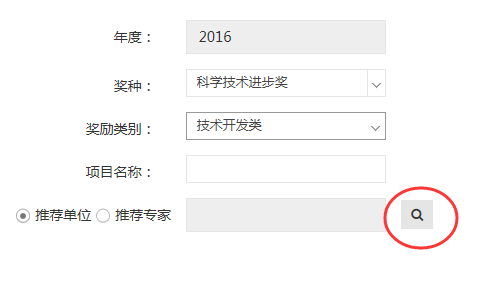 年度： 2016
奖种： 科学技术进步奖
奖励类别： 技术开发类
项目名称：
推荐单位 推荐专家